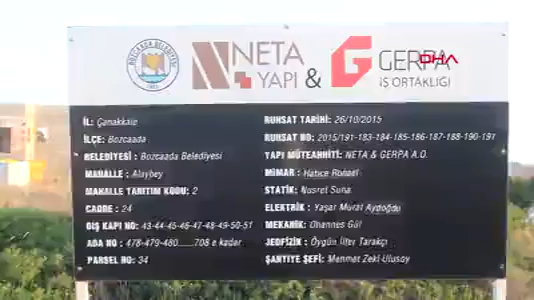 BOZCAADA BELEDİYESİ
NETA YAPI & GERPA İŞ ORTAKLIĞI
DHA
İL: Çanakkale
İLÇE: Bozcaada
BELEDİYESİ : Bozcaada Belediyesi
MAHALLE : Alaybey
MAHALLE TANITIM KODU: 2
CADDE : 24
DIŞ KAPI NO: 43-44-45-46-47-48-49-50-51
ADA NO : 478-479-480......708 e kadar
PARSEL NO: 34
RUHSAT TARİHİ: 26/10/2015
RUHSAT NO: 2015/191-183-184-185-186-187-188-190-191
YAPI MÜTEAHHİTİ: NETA & GERPA A.O.
MİMAR : Hatice
STATİK: Nusret Suna
ELEKTRİK : Yaşar Murat Aydoğdu
MEKANİK: Ohannes Gül
JEOFİZİK : Öygün İlter Tarakçı
ŞANTİYE ŞEFİ: Mehmet Zeki Ulusoy